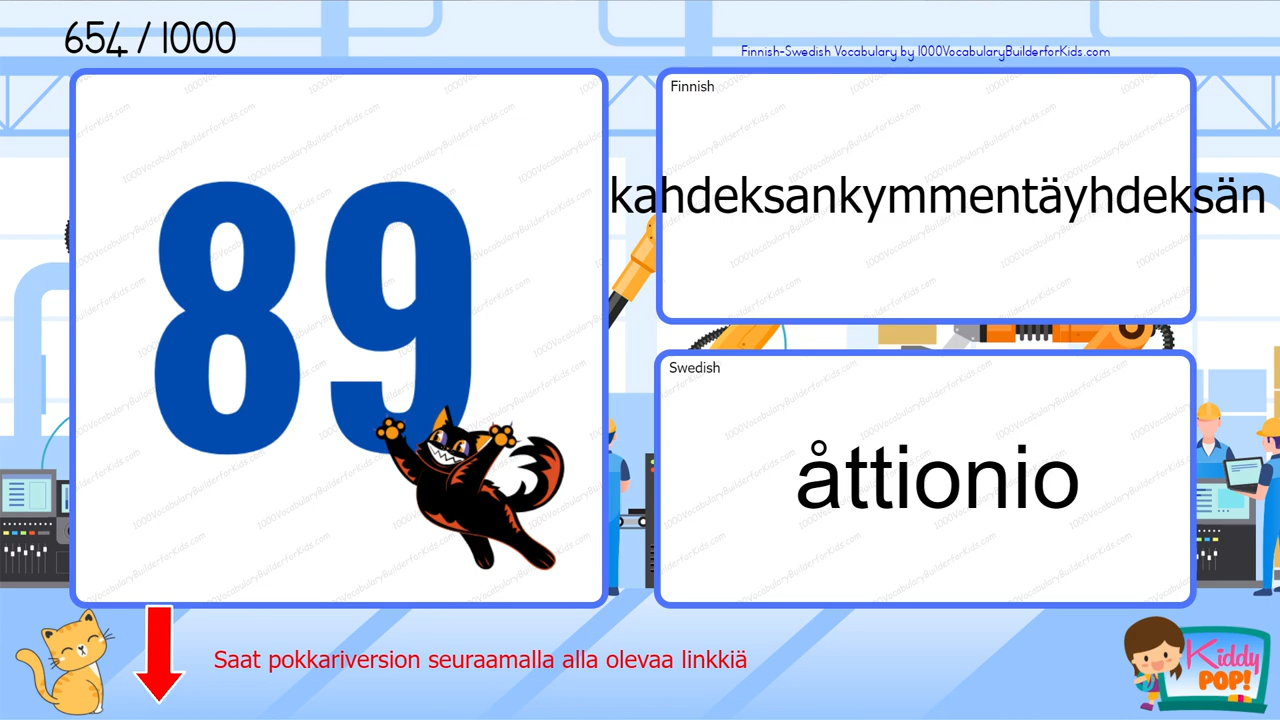 654 / 1000
Finnish-Swedish Vocabulary by 1000VocabularyBuilderforKids.com
89
Finnish
kahdeksankymmentäyhdeksän
Swedish
åttionio
Saat pokkariversion seuraamalla alla olevaa linkkiä
Kiddy
POP!